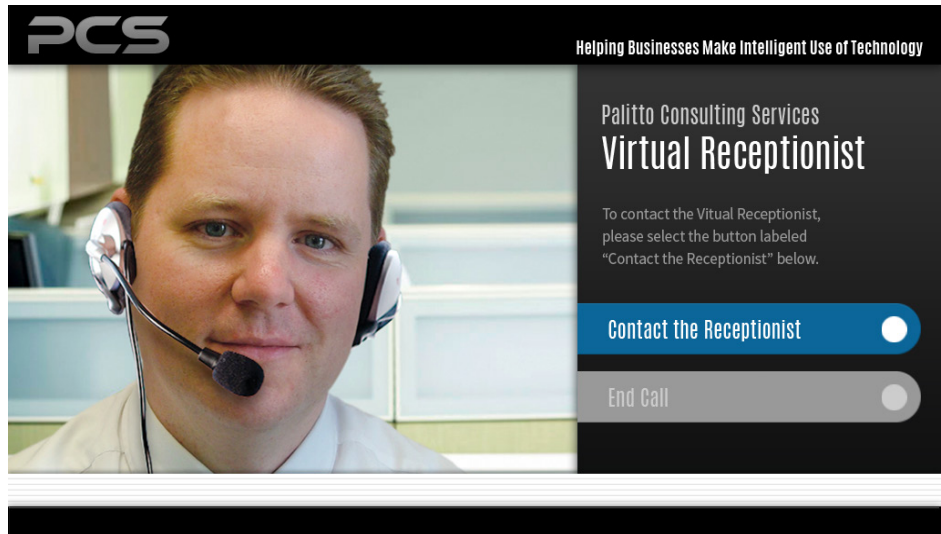 PCS
Helping Businesses Make Intelligent Use of Technology
Palitto Consulting Services
Virtual Receptionist
To contact the Vitual Receptionist,
please select the button labeled
“Contact the Receptionist” below.
Contact the Receptionist
End Call